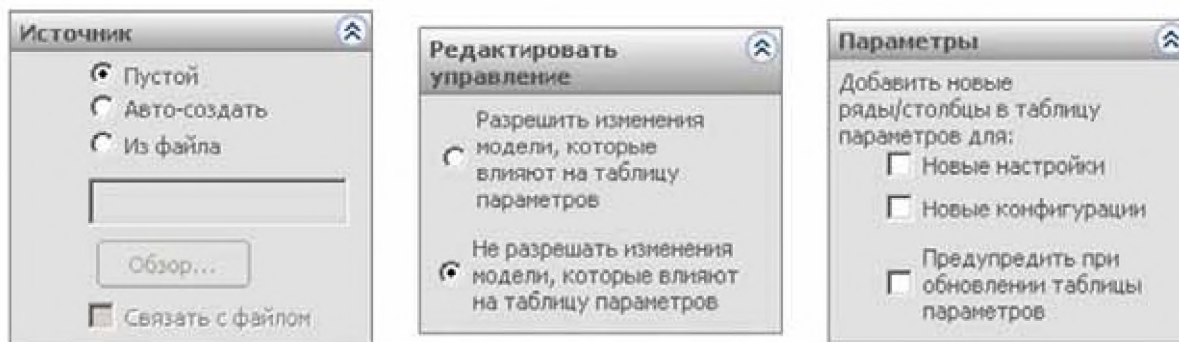 Источник
Пустой
Авто-создать
Из файла
Обзор...
Связать с файлом
Редактировать
управление
Разрешить изменения
модели, которые
влияют на таблицу
параметров
Не разрешать изменения
модели, которые влияют
на таблицу параметров
Параметры
Добавить новые
ряды/столбцы в таблицу
параметров для:
Новые настройки
Новые конфигурации
Предупредить при
обновлении таблицы
параметров